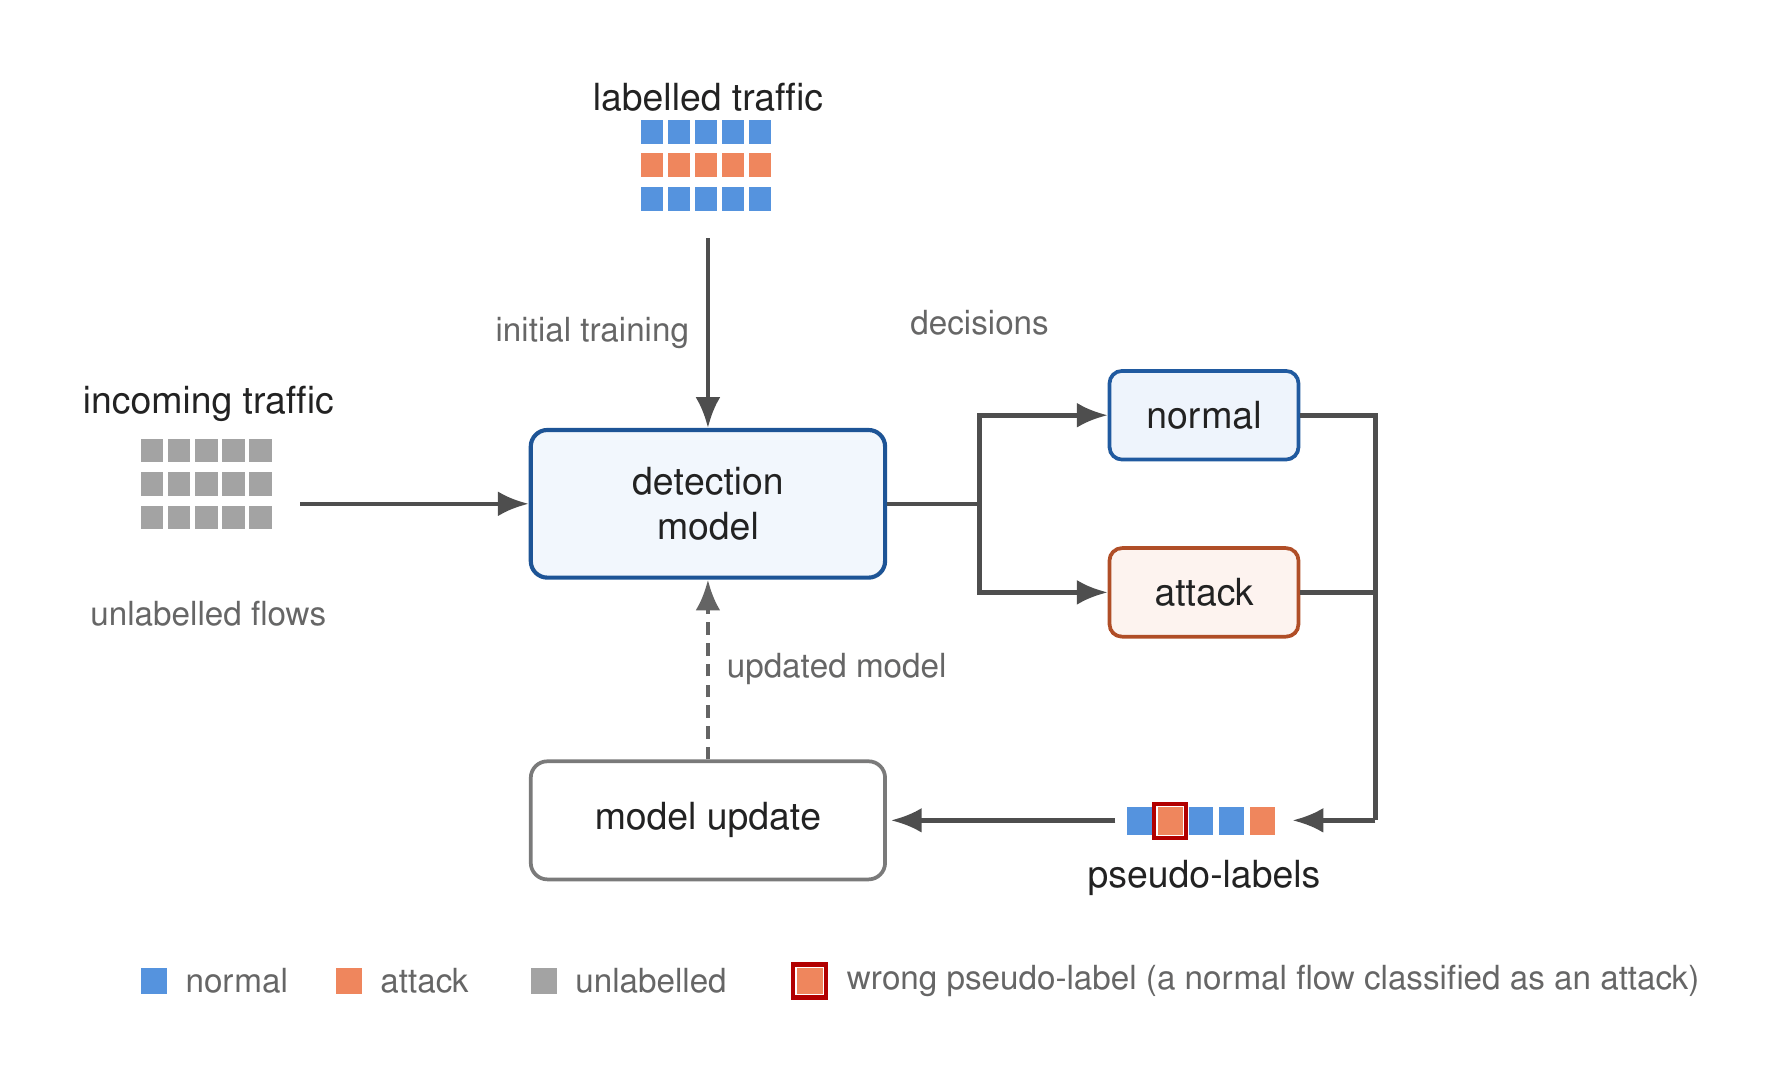 labelled traffic
initial training
decisions
incoming traffic
normal
detection
model
attack
unlabelled flows
updated model
model update
pseudo-labels
normal
attack
unlabelled
wrong pseudo-label (a normal flow classified as an attack)